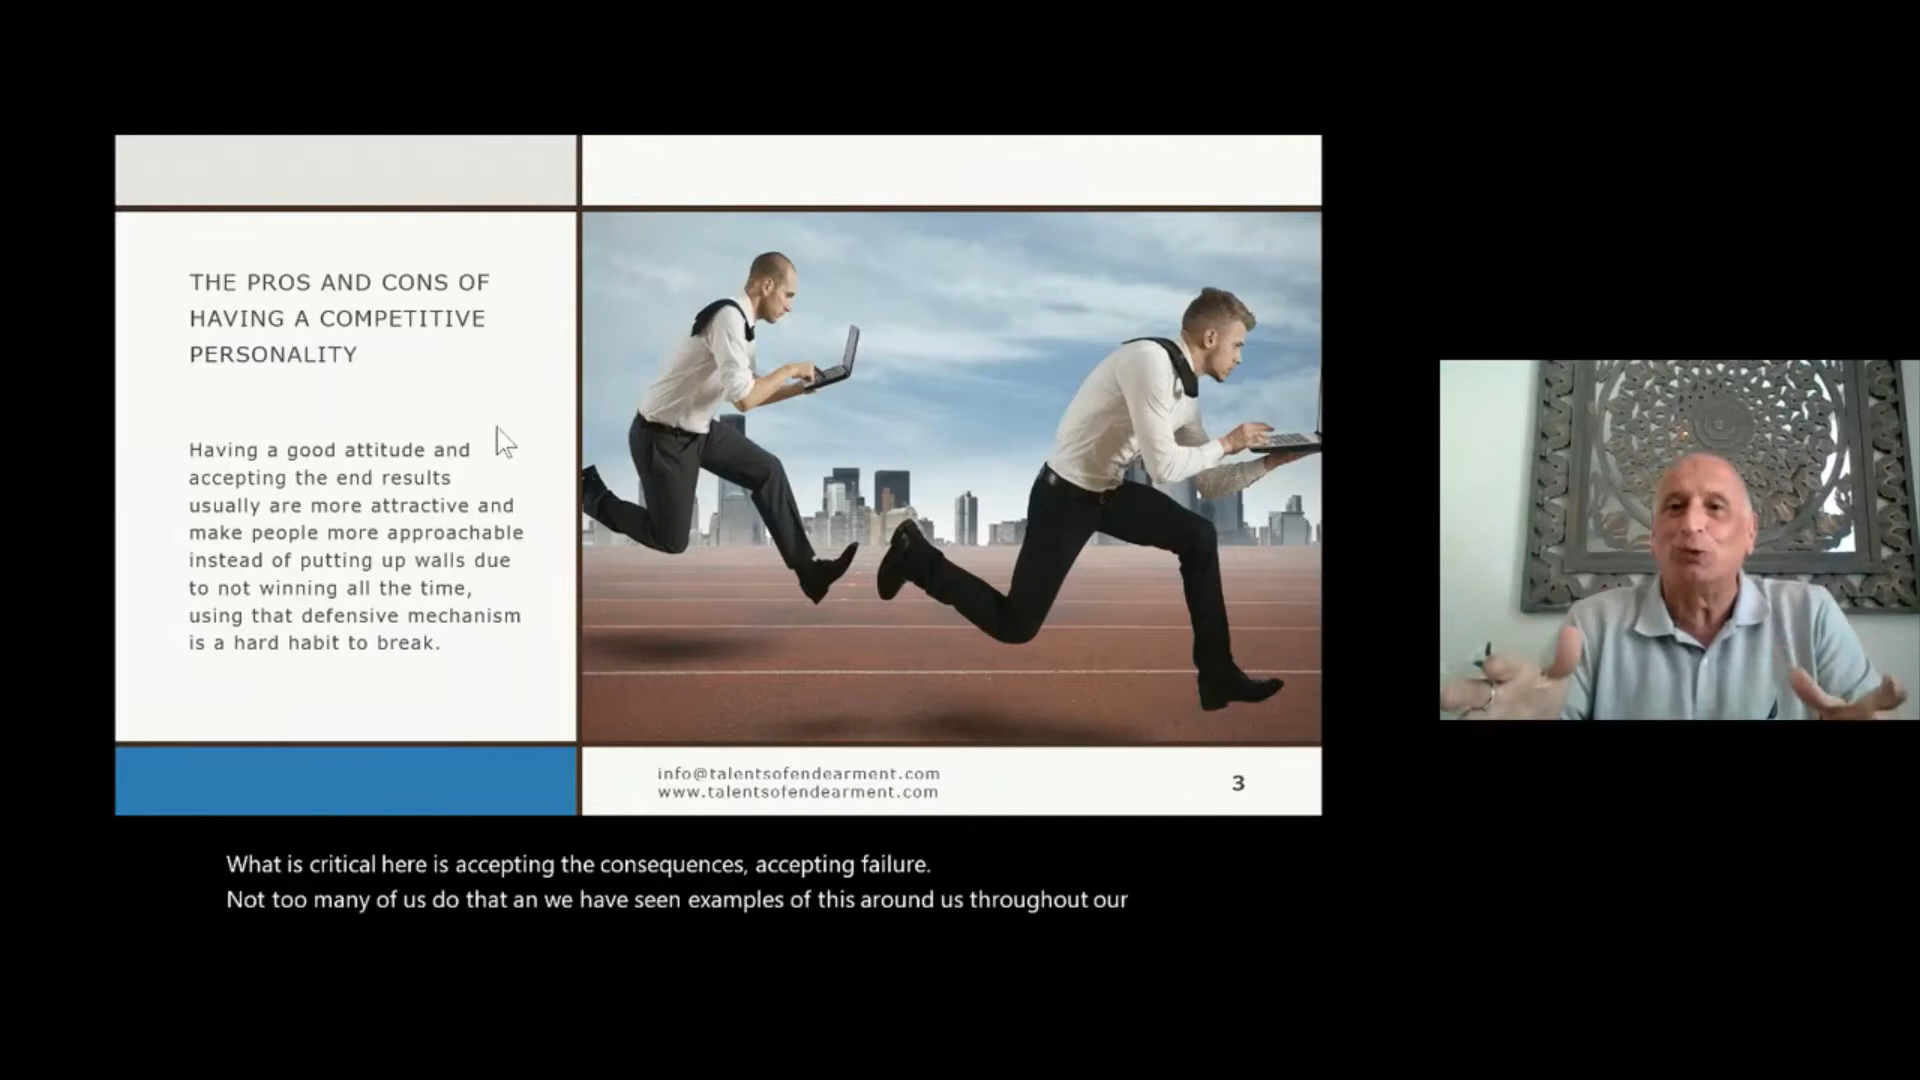 THE PROS AND CONS OF
HAVING A COMPETITIVE
PERSONALITY
Having a good attitude and
accepting the end results
usually are more attractive and
make people more approachable
instead of putting up walls due
to not winning all the time,
using that defensive mechanism
is a hard habit to break.
info@talentsofendearment.com
www.talentsofendearment.com
3
What is critical here is accepting the consequences, accepting failure.
Not too many of us do that an we have seen examples of this around us throughout our